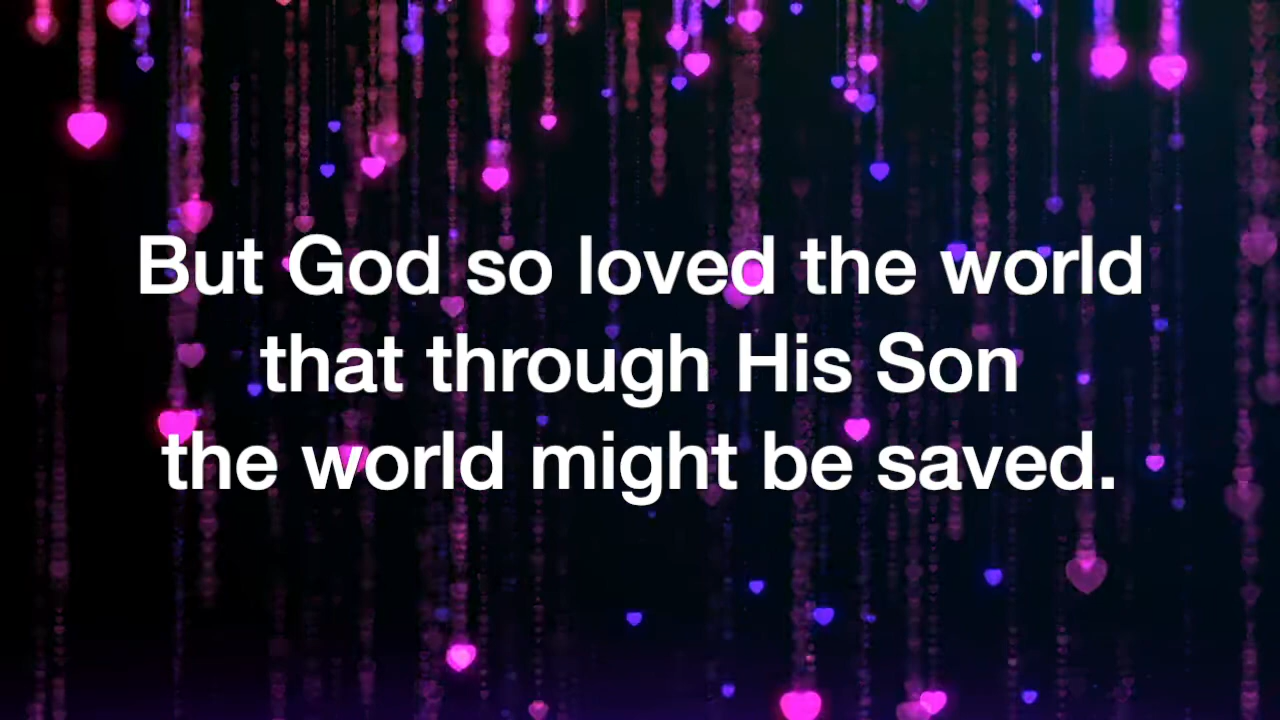 But God so loved the world
that through His Son
the world might be saved.